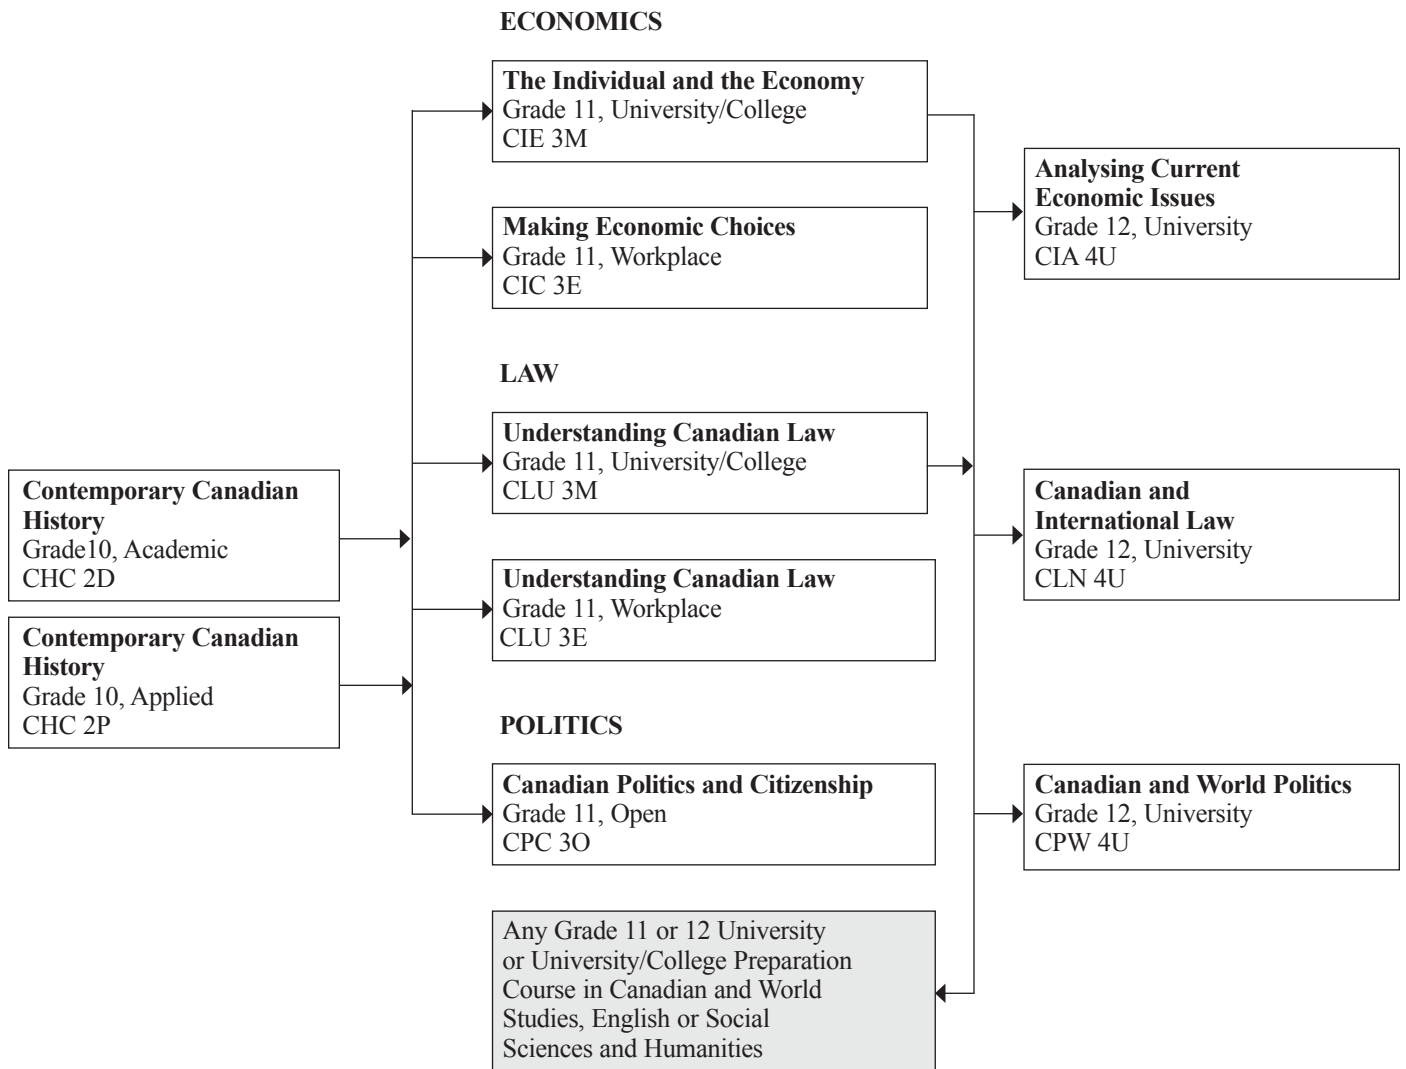 ECONOMICS
The Individual and the Economy
Grade 11, University/College
CIE 3M
Making Economic Choices
Grade 11, Workplace
CIC 3E
LAW
Understanding Canadian Law
Grade 11, University/College
CLU 3M
Understanding Canadian Law
Grade 11, Workplace
CLU 3E
POLITICS
Canadian Politics and Citizenship
Grade 11, Open
CPC 3O
Any Grade 11 or 12 University
or University/College Preparation
Course in Canadian and World
Studies, English or Social
Sciences and Humanities
Contemporary Canadian
History
Grade10, Academic
CHC 2D
Contemporary Canadian
History
Grade 10, Applied
CHC 2P
Analysing Current
Economic Issues
Grade 12, University
CIA 4U
Canadian and
International Law
Grade 12, University
CLN 4U
Canadian and World Politics
Grade 12, University
CPW 4U